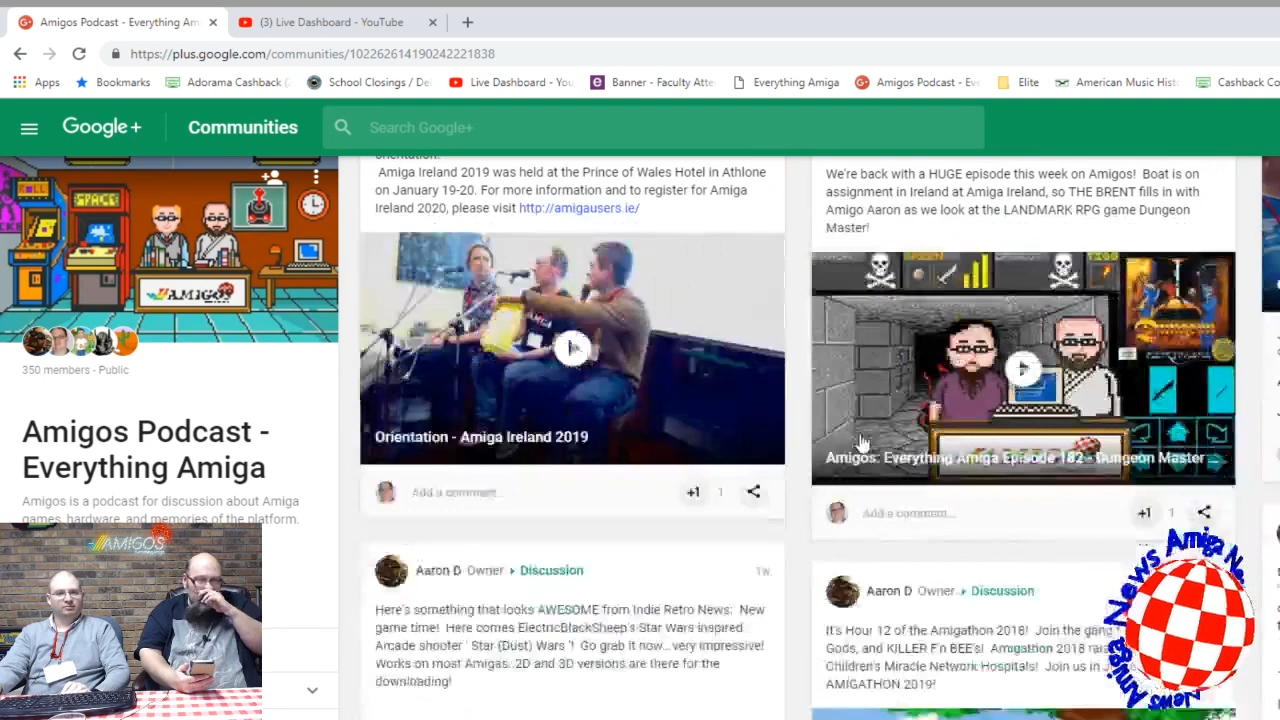 Amigos Podcast - Everything Am
(3) Live Dashboard - YouTube
https://plus.google.com/communities/102262614190242221838
Apps
Bookmarks
Adorama Cashback (
School Closings / De
Live Dashboard - You
Banner - Faculty Atte
Everything Amiga
Amigos Podcast - Eve
Elite
American Music Histo
Cashback Co
Google+
Communities
Search Google+
ROLL
SPACE
AMIGOS
350 members - Public
Amigos Podcast -
Everything Amiga
Amigos is a podcast for discussion about Amiga
games, hardware, and memories of the platform.
orientation.
Amiga Ireland 2019 was held at the Prince of Wales Hotel in Athlone
on January 19-20. For more information and to register for Amiga
Ireland 2020, please visit http://amigausers.ie/
Orientation - Amiga Ireland 2019
Add a comment...
+1
1
Aaron D Owner ▸ Discussion
1w
Here's something that looks AWESOME from Indie Retro News: New
game time! Here comes ElectricBlackSheep's Star Wars inspired
Arcade shooter ' Star (Dust) Wars '! Go grab it now... very impressive!
Works on most Amigas. 2D and 3D versions are there for the
downloading!
We're back with a HUGE episode this week on Amigos! Boat is on
assignment in Ireland at Amiga Ireland, so THE BRENT fills in with
Amigo Aaron as we look at the LANDMARK RPG game Dungeon
Master!
Amigos: Everything Amiga Episode 182 - Dungeon Master ...
Add a comment...
+1
1
Aaron D Owner ▸ Discussion
It's Hour 12 of the Amigathon 2018! Join the gang
Gods, and KILLER F'n BEE's! Amigathon 2018 rais
Children's Miracle Network Hospitals! Join us in J
AMIGATHON 2019!
AMIGOS
News Amiga News Amiga